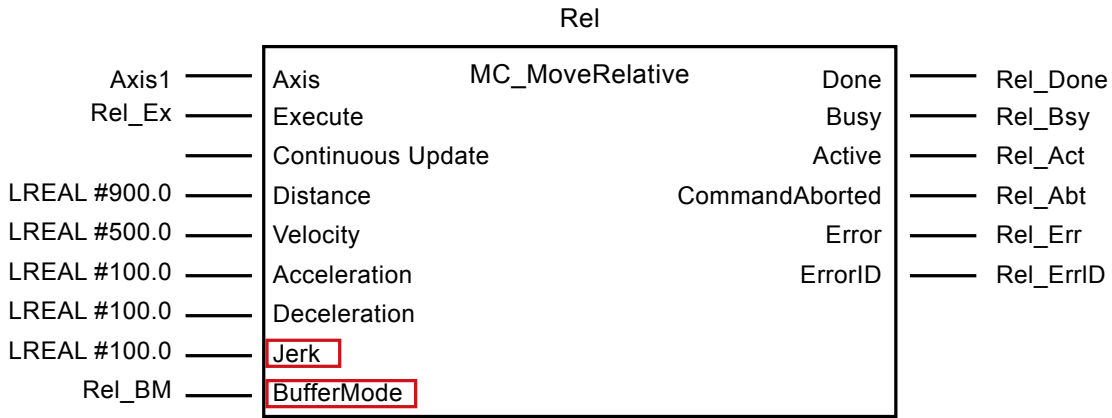 Rel
Axis1 Axis MC_MoveRelative Done Rel_Done
Rel_Ex Execute Busy Rel_Bsy
Continuous Update Active Rel_Act
LREAL #900.0 Distance CommandAborted Rel_Abt
LREAL #500.0 Velocity Error Rel_Err
LREAL #100.0 Acceleration ErrorID Rel_ErrID
LREAL #100.0 Deceleration
LREAL #100.0 Jerk
Rel_BM BufferMode